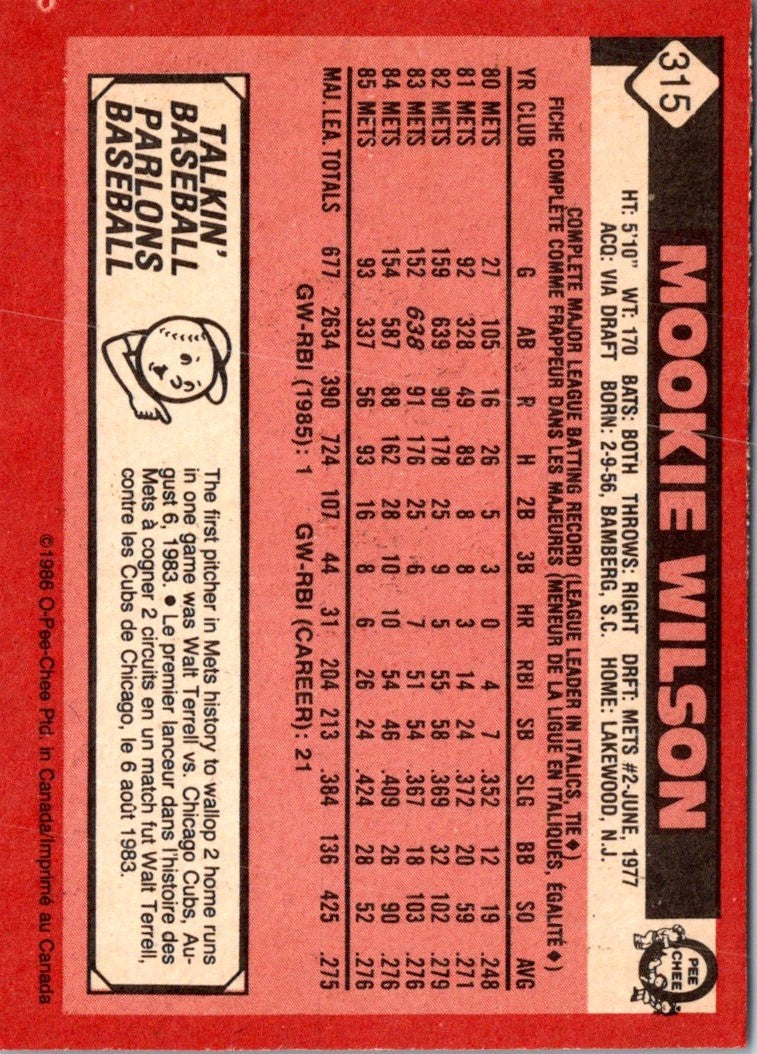 315
MOOKIE WILSON
PEE
CHEE
HT: 5'10" WT: 170 BATS: BOTH THROWS: RIGHT DRFT: METS #2-JUNE, 1977
ACQ: VIA DRAFT BORN: 2-9-56, BAMBERG, S.C. HOME: LAKEWOOD, N.J.
COMPLETE MAJOR LEAGUE BATTING RECORD (LEAGUE LEADER IN ITALICS, TIE ♦)
FICHE COMPLÈTE COMME FRAPPEUR DANS LES MAJEURES (MENEUR DE LA LIGUE EN ITALIQUES, ÉGALITÉ ♦)
YR CLUB G AB R H 2B 3B HR RBI SB SLG BB SO AVG
80 METS 27 105 16 26 5 3 0 4 7 .352 12 19 .248
81 METS 92 328 49 89 8 8 3 14 24 .372 20 59 .271
82 METS 159 639 90 178 25 9 5 55 58 .369 32 102 .279
83 METS 152 638 91 176 25 6 7 51 54 .367 18 103 .276
84 METS 154 587 88 162 28 10 10 54 46 .409 26 90 .276
85 METS 93 337 56 93 16 8 6 26 24 .424 28 52 .276
MAJ. LEA. TOTALS 677 2634 390 724 107 44 31 204 213 .384 136 425 .275
GW-RBI (1985): 1 GW-RBI (CAREER): 21
TALKIN'
BASEBALL
PARLONS
BASEBALL
The first pitcher in Mets history to wallop 2 home runs
in one game was Walt Terrell vs. Chicago Cubs, Au-
gust 6, 1983. ● Le premier lanceur dans l'histoire des
Mets à cogner 2 circuits en un match fut Walt Terrell,
contre les Cubs de Chicago, le 6 août 1983.
©1986 O-Pee-Chee Ptd. in Canada/Imprimé au Canada